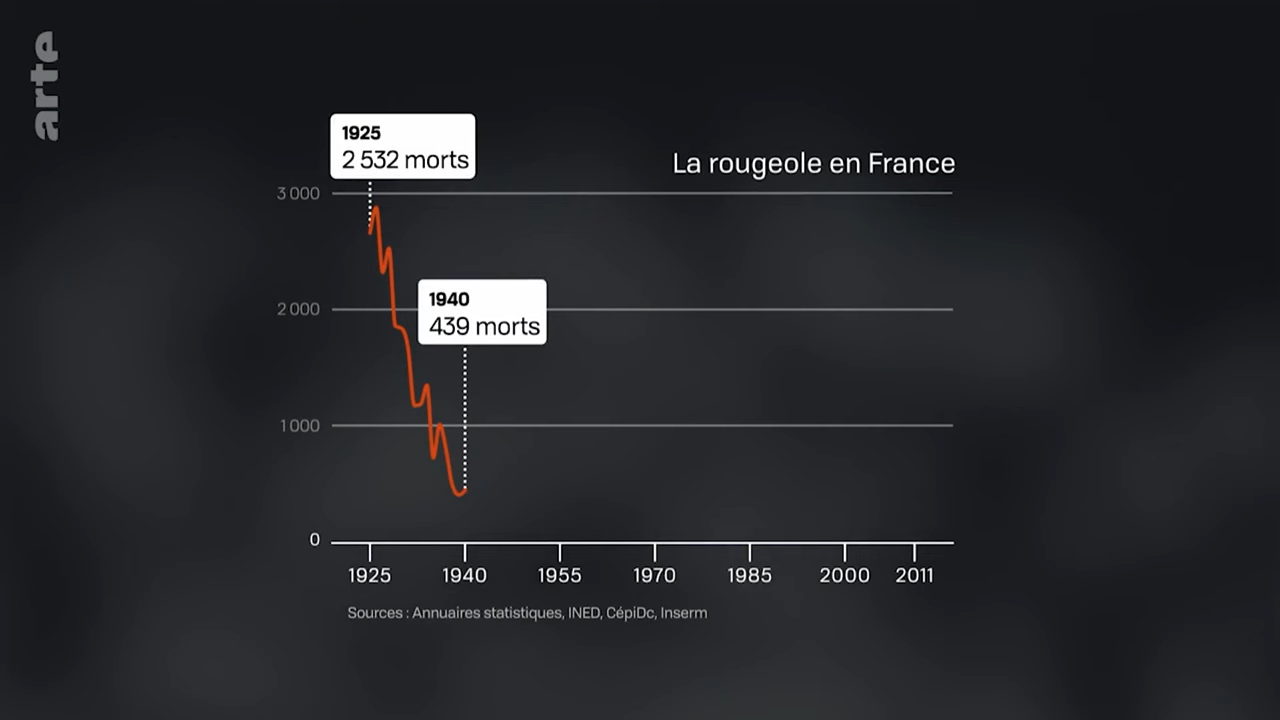 arte
1925
2 532 morts
La rougeole en France
3 000
1940
439 morts
2 000
1 000
0
1925 1940 1955 1970 1985 2000 2011
Sources : Annuaires statistiques, INED, CépiDc, Inserm